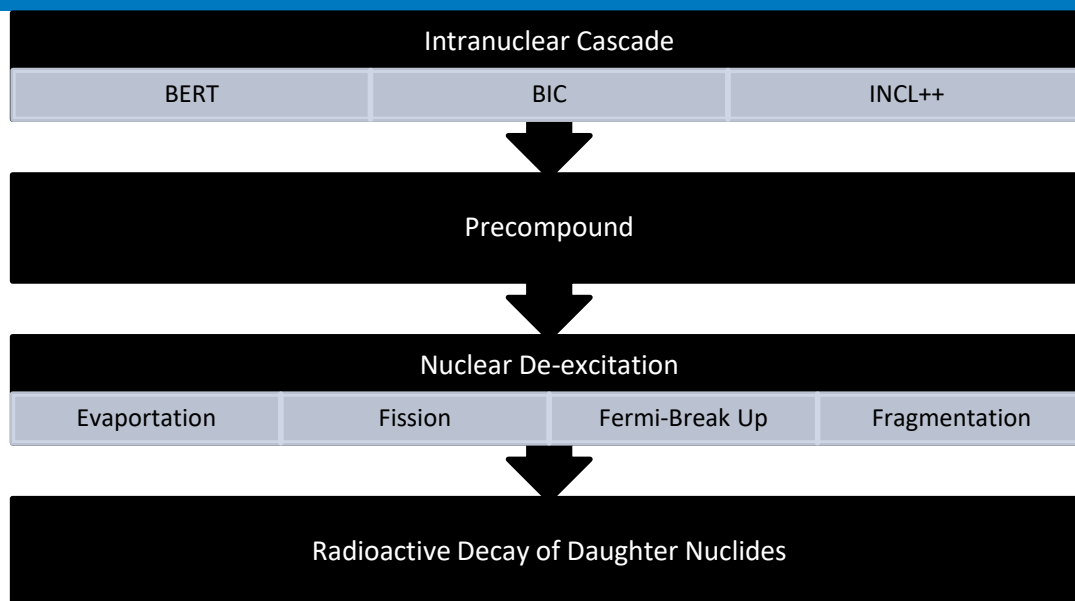 Intranuclear Cascade
BERT BIC INCL++
Precompound
Nuclear De-excitation
Evaportation Fission Fermi-Break Up Fragmentation
Radioactive Decay of Daughter Nuclides